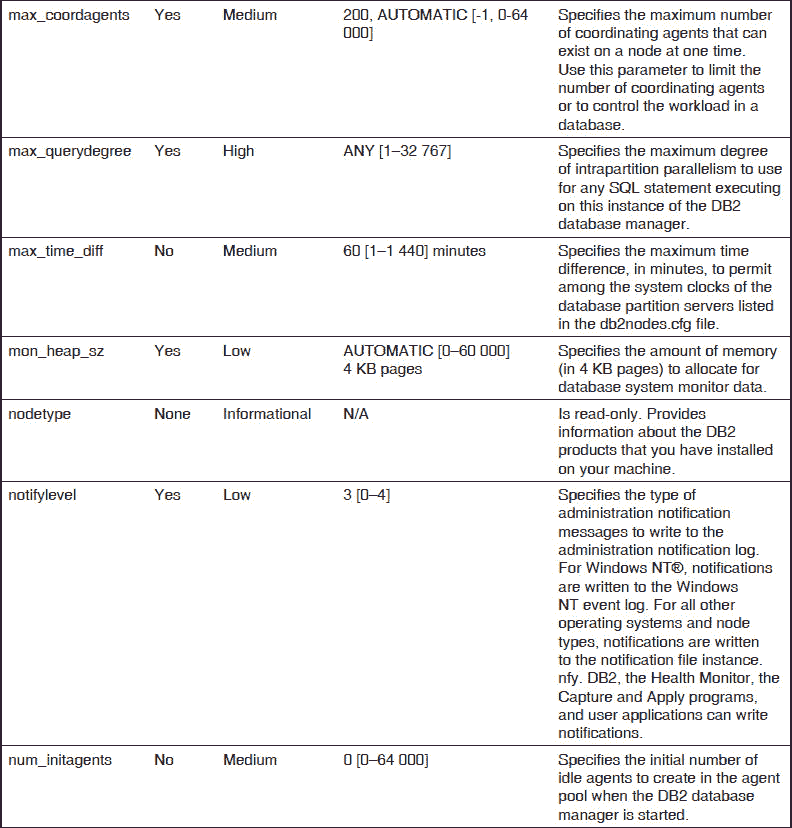 max_coordagents Yes Medium 200, AUTOMATIC [-1, 0-64 Specifies the maximum number
000] of coordinating agents that can
exist on a node at one time.
Use this parameter to limit the
number of coordinating agents
or to control the workload in a
database.
max_querydegree Yes High ANY [1–32 767] Specifies the maximum degree
of intrapartition parallelism to use
for any SQL statement executing
on this instance of the DB2
database manager.
max_time_diff No Medium 60 [1–1 440] minutes Specifies the maximum time
difference, in minutes, to permit
among the system clocks of the
database partition servers listed
in the db2nodes.cfg file.
mon_heap_sz Yes Low AUTOMATIC [0–60 000] Specifies the amount of memory
4 KB pages (in 4 KB pages) to allocate for
database system monitor data.
nodetype None Informational N/A Is read-only. Provides
information about the DB2
products that you have installed
on your machine.
notifylevel Yes Low 3 [0–4] Specifies the type of
administration notification
messages to write to the
administration notification log.
For Windows NT®, notifications
are written to the Windows
NT event log. For all other
operating systems and node
types, notifications are written
to the notification file instance.
nfy. DB2, the Health Monitor, the
Capture and Apply programs,
and user applications can write
notifications.
num_initagents No Medium 0 [0–64 000] Specifies the initial number of
idle agents to create in the agent
pool when the DB2 database
manager is started.